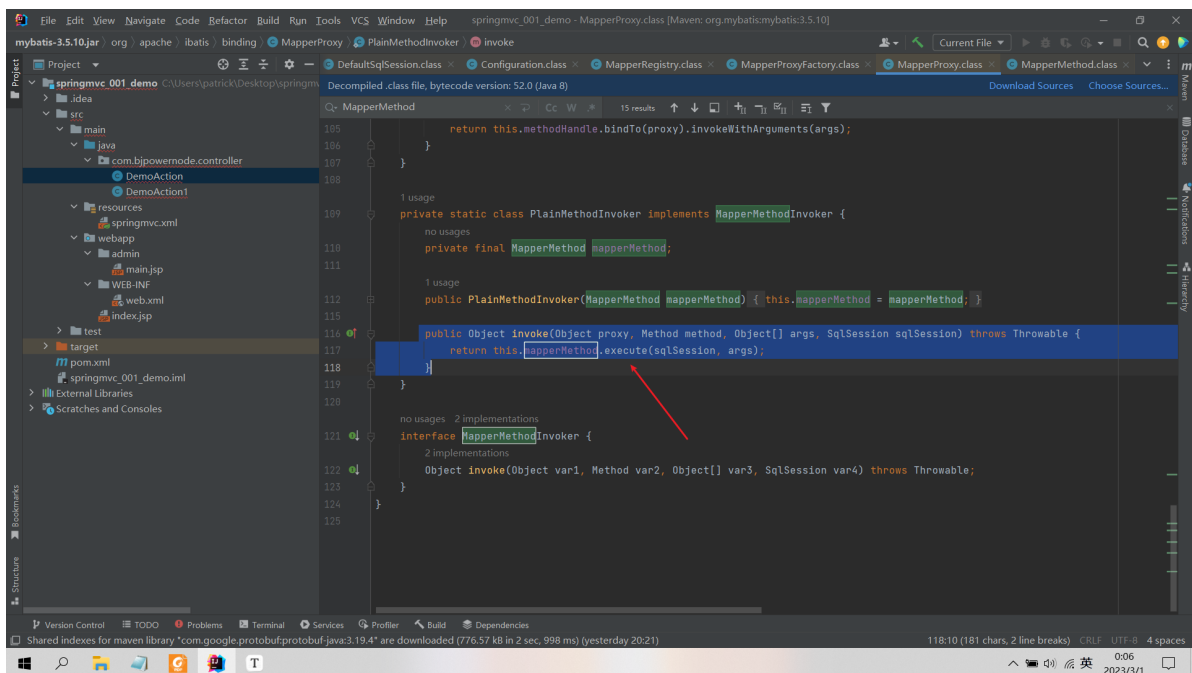 File Edit View Navigate Code Refactor Build Run Tools VCS Window Help springmvc_001_demo - MapperProxy.class [Maven: org.mybatis:mybatis:3.5.10]
mybatis-3.5.10.jar org apache ibatis binding MapperProxy PlainMethodInvoker invoke Current File
Project DefaultSqlSession.class Configuration.class MapperRegistry.class MapperProxyFactory.class MapperProxy.class MapperMethod.class
springmvc_001_demo C:\Users\patrick\Desktop\springm
Decompiled .class file, bytecode version: 52.0 (Java 8) Download Sources Choose Sources...
.idea
MapperMethod Cc W .* 15 results
src
main
java
com.bjpowernode.controller
DemoAction
DemoAction1
resources
springmvc.xml
webapp
admin
main.jsp
WEB-INF
web.xml
index.jsp
test
target
pom.xml
springmvc_001_demo.iml
External Libraries
Scratches and Consoles
105 return this.methodHandle.bindTo(proxy).invokeWithArguments(args);
106 }
107 }
108
1 usage
109 private static class PlainMethodInvoker implements MapperMethodInvoker {
no usages
110 private final MapperMethod mapperMethod;
111
1 usage
112 public PlainMethodInvoker(MapperMethod mapperMethod) { this.mapperMethod = mapperMethod; }
115
116 public Object invoke(Object proxy, Method method, Object[] args, SqlSession sqlSession) throws Throwable {
117 return this.mapperMethod.execute(sqlSession, args);
118 }
119 }
120
no usages 2 implementations
121 interface MapperMethodInvoker {
2 implementations
122 Object invoke(Object var1, Method var2, Object[] var3, SqlSession var4) throws Throwable;
123 }
124 }
125
Project
Bookmarks
Structure
Maven
Database
Notifications
Hierarchy
Version Control TODO Problems Terminal Services Profiler Build Dependencies
Shared indexes for maven library "com.google.protobuf:protobuf-java:3.19.4" are downloaded (776.57 kB in 2 sec, 998 ms) (yesterday 20:21) 118:10 (181 chars, 2 line breaks) CRLF UTF-8 4 spaces
T 英 0:06
2023/3/1